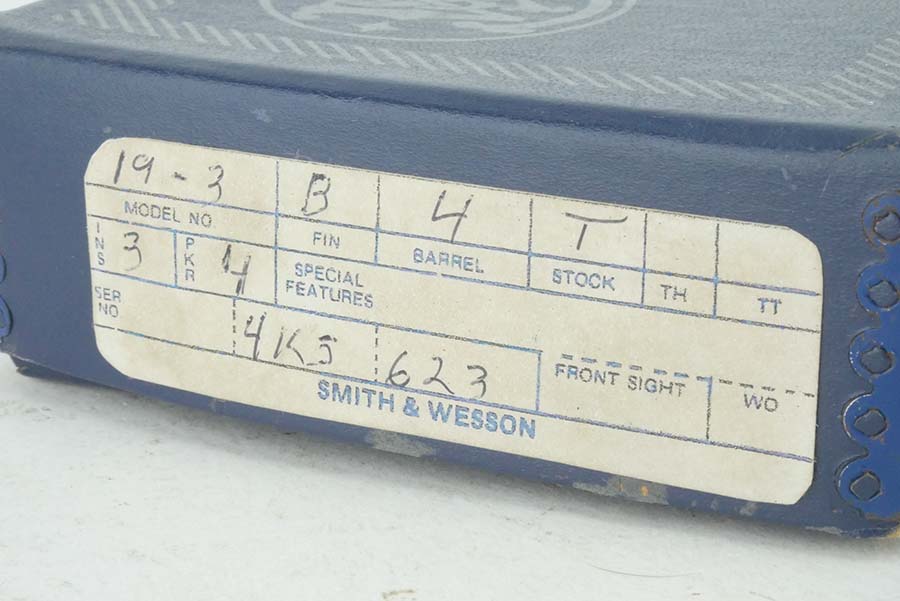 19-3 B 4 T
MODEL NO. FIN BARREL STOCK TH TT
INS 3 PKR 14 SPECIAL FEATURES
SER NO 4K5 623 FRONT SIGHT WO
SMITH & WESSON